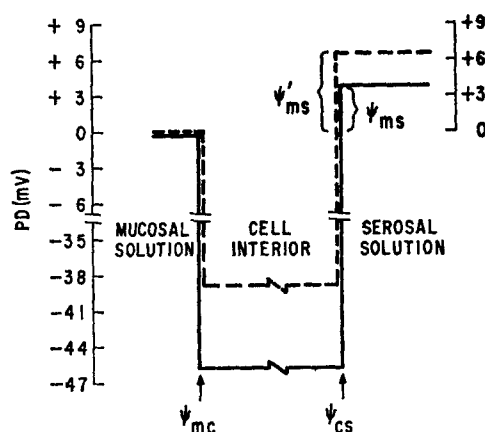 + 9
+ 6
+ 3
0
- 3
- 6
-35
-38
-41
-44
-47
PD(mV)
MUCOSAL
SOLUTION
CELL
INTERIOR
SEROSAL
SOLUTION
ψ'ms
ψms
+9
+6
+3
0
ψmc
ψcs